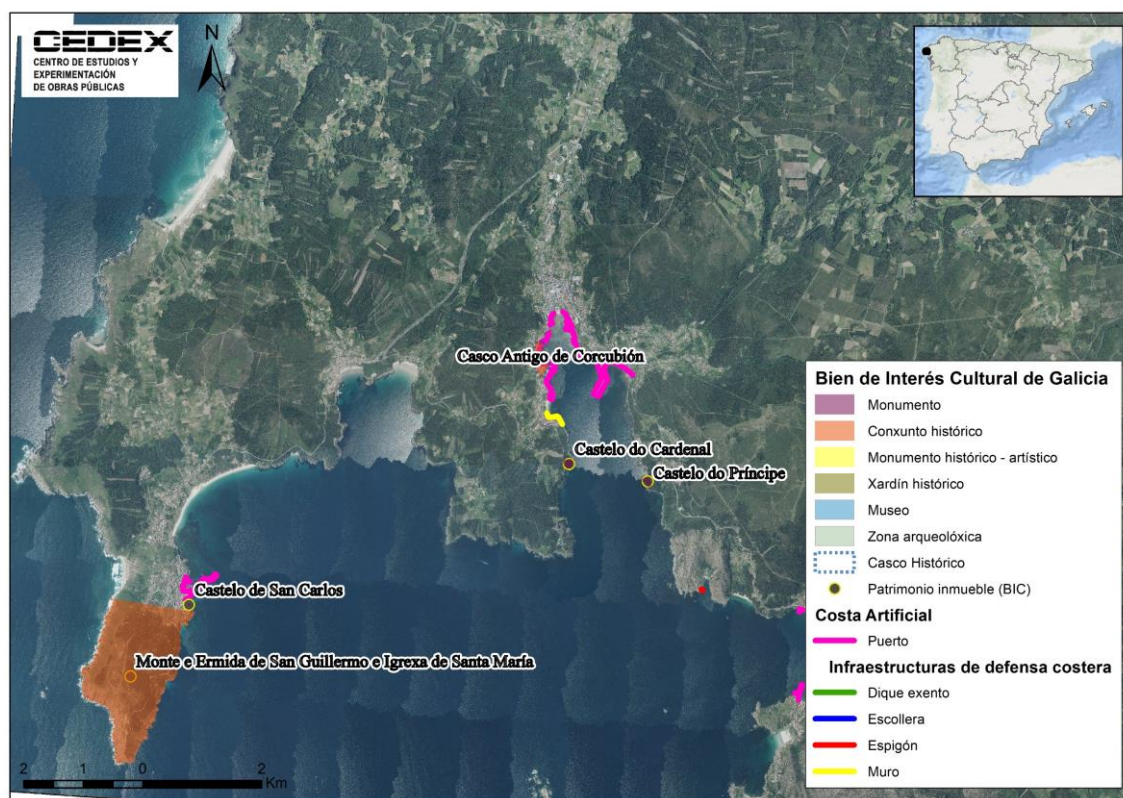 CEDEX
CENTRO DE ESTUDIOS Y
EXPERIMENTACIÓN
DE OBRAS PÚBLICAS
N
Casco Antigo de Corcubión
Castelo do Cardenal
Castelo do Príncipe
Castelo de San Carlos
Monte e Ermida de San Guillermo e Igrexa de Santa María
2 1 0 2
Km
Bien de Interés Cultural de Galicia
Monumento
Conxunto histórico
Monumento histórico - artístico
Xardín histórico
Museo
Zona arqueolóxica
Casco Histórico
Patrimonio inmueble (BIC)
Costa Artificial
Puerto
Infraestructuras de defensa costera
Dique exento
Escollera
Espigón
Muro